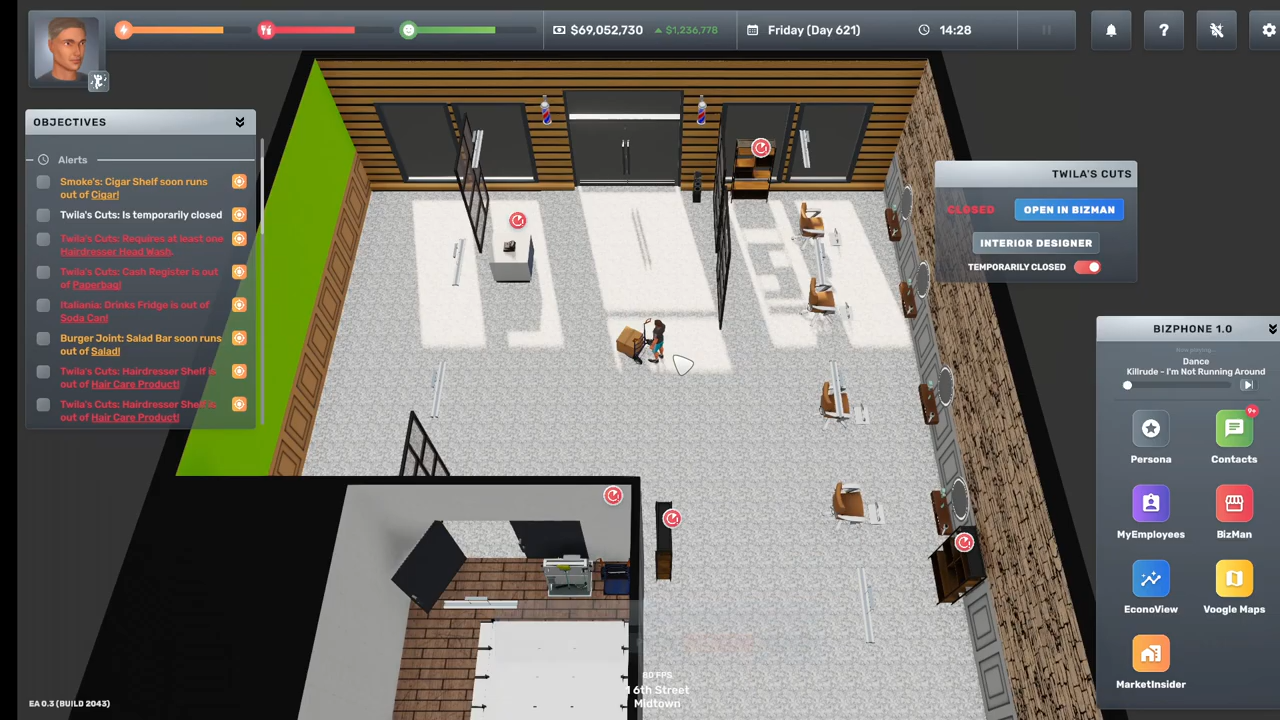 $69,052,730 ▲ $1,236,778
Friday (Day 621)
14:28
OBJECTIVES
Alerts
Smoke's: Cigar Shelf soon runs
out of Cigar!
Twila's Cuts: Is temporarily closed
Twila's Cuts: Requires at least one
Hairdresser Head Wash.
Twila's Cuts: Cash Register is out
of Paperbag!
Italiania: Drinks Fridge is out of
Soda Can!
Burger Joint: Salad Bar soon runs
out of Salad!
Twila's Cuts: Hairdresser Shelf is
out of Hair Care Product!
Twila's Cuts: Hairdresser Shelf is
out of Hair Care Product!
TWILA'S CUTS
CLOSED
OPEN IN BIZMAN
INTERIOR DESIGNER
TEMPORARILY CLOSED
BIZPHONE 1.0
Now playing...
Dance
Killrude - I'm Not Running Around
9+
Persona
Contacts
MyEmployees
BizMan
EconoView
Voogle Maps
MarketInsider
80 FPS
1 6th Street
Midtown
EA 0.3 (BUILD 2043)